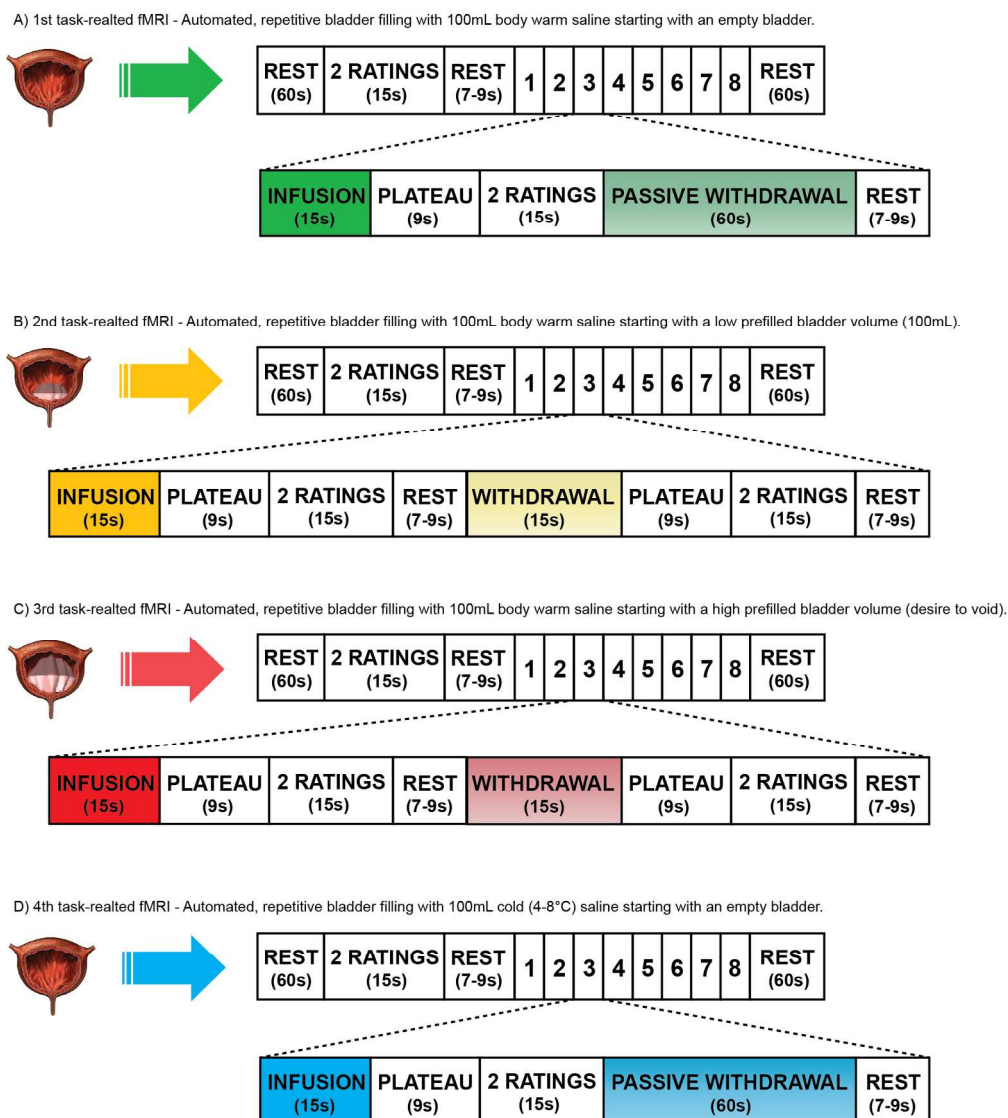 A) 1st task-realted fMRI - Automated, repetitive bladder filling with 100mL body warm saline starting with an empty bladder.
REST 2 RATINGS REST 1 2 3 4 5 6 7 8 REST
(60s) (15s) (7-9s) (60s)
INFUSION PLATEAU 2 RATINGS PASSIVE WITHDRAWAL REST
(15s) (9s) (15s) (60s) (7-9s)
B) 2nd task-realted fMRI - Automated, repetitive bladder filling with 100mL body warm saline starting with a low prefilled bladder volume (100mL).
REST 2 RATINGS REST 1 2 3 4 5 6 7 8 REST
(60s) (15s) (7-9s) (60s)
INFUSION PLATEAU 2 RATINGS REST WITHDRAWAL PLATEAU 2 RATINGS REST
(15s) (9s) (15s) (7-9s) (15s) (9s) (15s) (7-9s)
C) 3rd task-realted fMRI - Automated, repetitive bladder filling with 100mL body warm saline starting with a high prefilled bladder volume (desire to void).
REST 2 RATINGS REST 1 2 3 4 5 6 7 8 REST
(60s) (15s) (7-9s) (60s)
INFUSION PLATEAU 2 RATINGS REST WITHDRAWAL PLATEAU 2 RATINGS REST
(15s) (9s) (15s) (7-9s) (15s) (9s) (15s) (7-9s)
D) 4th task-realted fMRI - Automated, repetitive bladder filling with 100mL cold (4-8°C) saline starting with an empty bladder.
REST 2 RATINGS REST 1 2 3 4 5 6 7 8 REST
(60s) (15s) (7-9s) (60s)
INFUSION PLATEAU 2 RATINGS PASSIVE WITHDRAWAL REST
(15s) (9s) (15s) (60s) (7-9s)